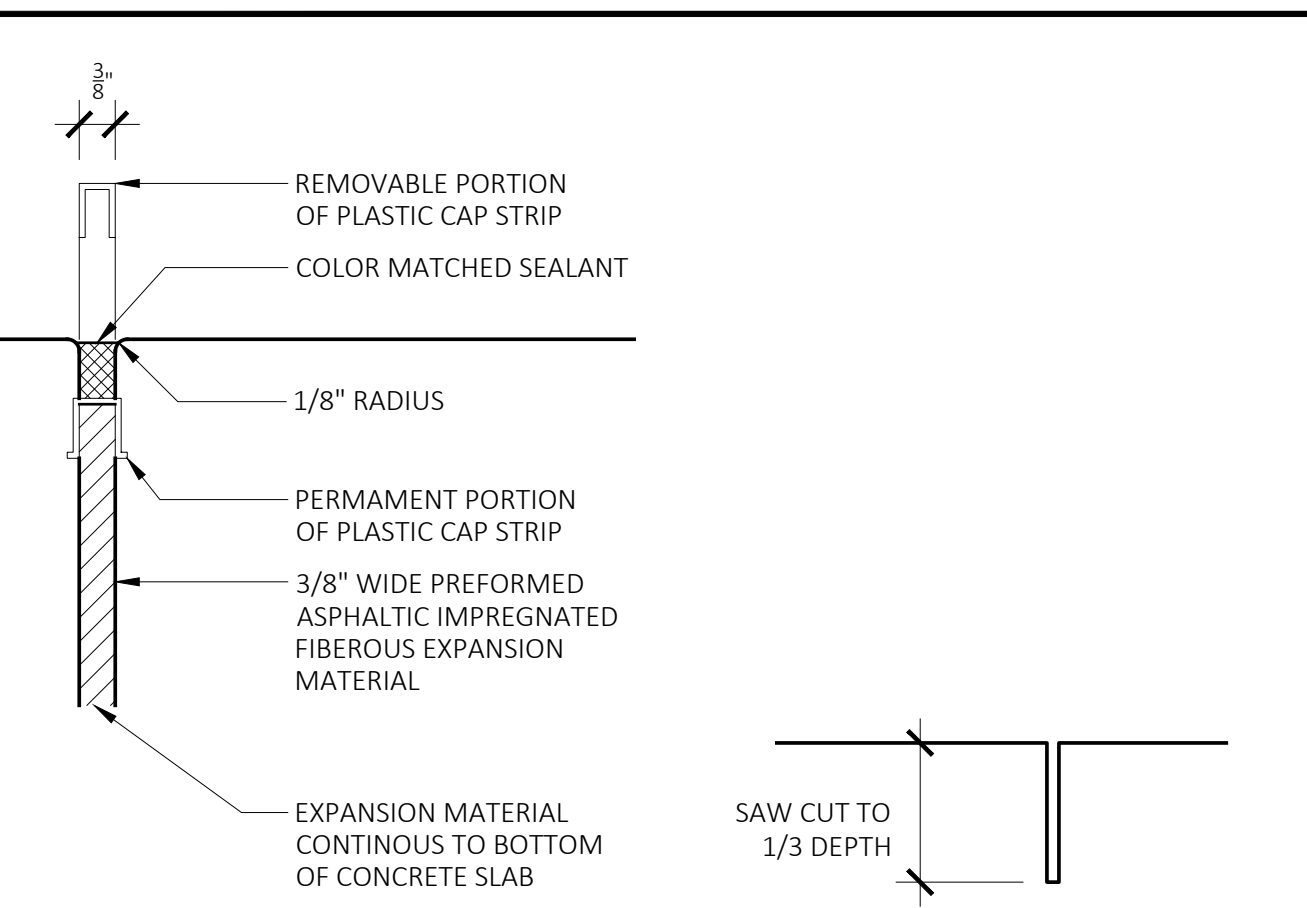 3/8"
REMOVABLE PORTION
OF PLASTIC CAP STRIP
COLOR MATCHED SEALANT
1/8" RADIUS
PERMAMENT PORTION
OF PLASTIC CAP STRIP
3/8" WIDE PREFORMED
ASPHALTIC IMPREGNATED
FIBEROUS EXPANSION
MATERIAL
EXPANSION MATERIAL
CONTINOUS TO BOTTOM
OF CONCRETE SLAB
SAW CUT TO
1/3 DEPTH